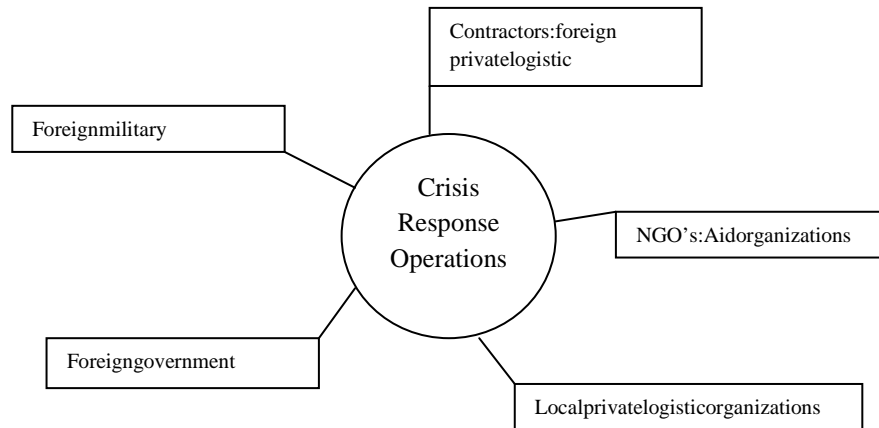 Contractors:foreign
privatelogistic
Foreignmilitary
Crisis
Response
Operations
NGO’s:Aidorganizations
Foreigngovernment
Localprivatelogisticorganizations